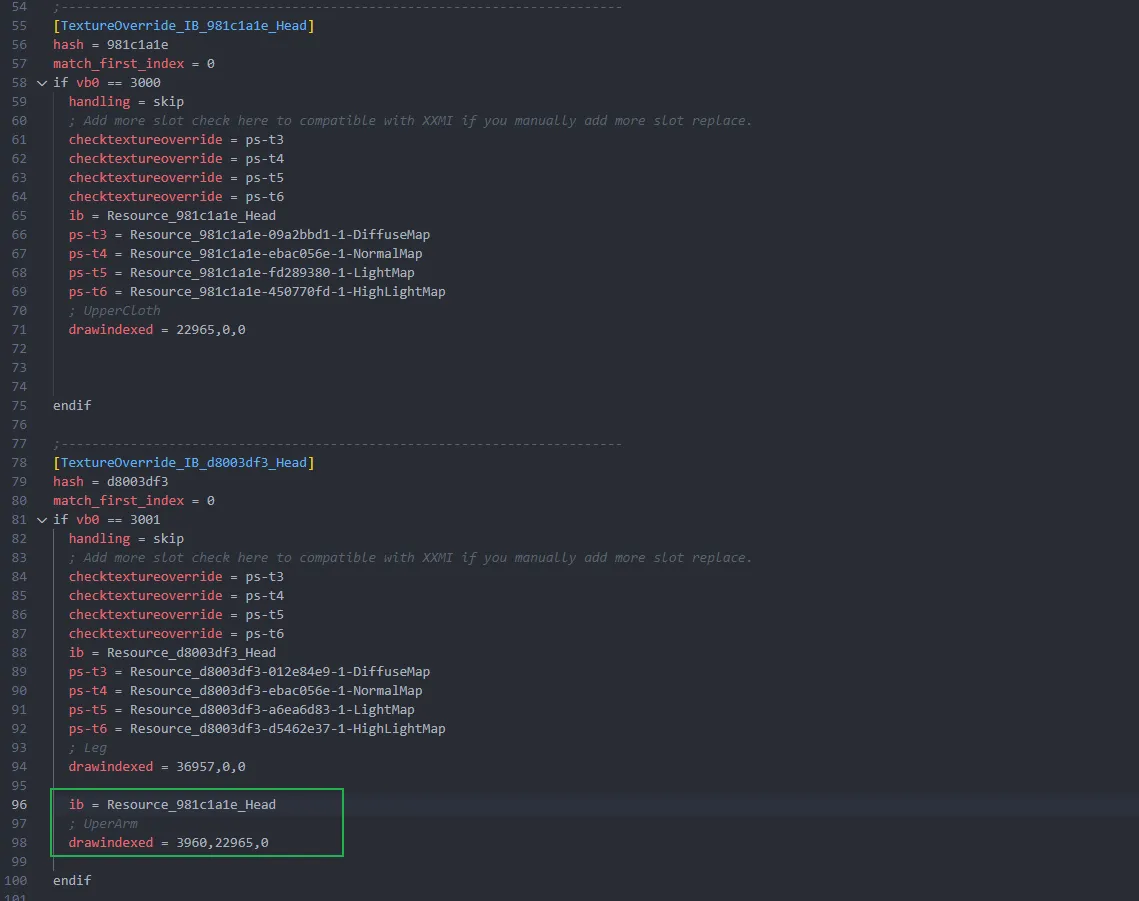 54 ;-------------------------------------------------------------------------
55 [TextureOverride_IB_981c1a1e_Head]
56 hash = 981c1a1e
57 match_first_index = 0
58 if vb0 == 3000
59 handling = skip
60 ; Add more slot check here to compatible with XXMI if you manually add more slot replace.
61 checktextureoverride = ps-t3
62 checktextureoverride = ps-t4
63 checktextureoverride = ps-t5
64 checktextureoverride = ps-t6
65 ib = Resource_981c1a1e_Head
66 ps-t3 = Resource_981c1a1e-09a2bbd1-1-DiffuseMap
67 ps-t4 = Resource_981c1a1e-ebac056e-1-NormalMap
68 ps-t5 = Resource_981c1a1e-fd289380-1-LightMap
69 ps-t6 = Resource_981c1a1e-450770fd-1-HighLightMap
70 ; UpperCloth
71 drawindexed = 22965,0,0
72
73
74
75 endif
76
77 ;-------------------------------------------------------------------------
78 [TextureOverride_IB_d8003df3_Head]
79 hash = d8003df3
80 match_first_index = 0
81 if vb0 == 3001
82 handling = skip
83 ; Add more slot check here to compatible with XXMI if you manually add more slot replace.
84 checktextureoverride = ps-t3
85 checktextureoverride = ps-t4
86 checktextureoverride = ps-t5
87 checktextureoverride = ps-t6
88 ib = Resource_d8003df3_Head
89 ps-t3 = Resource_d8003df3-012e84e9-1-DiffuseMap
90 ps-t4 = Resource_d8003df3-ebac056e-1-NormalMap
91 ps-t5 = Resource_d8003df3-a6ea6d83-1-LightMap
92 ps-t6 = Resource_d8003df3-d5462e37-1-HighLightMap
93 ; Leg
94 drawindexed = 36957,0,0
95
96 ib = Resource_981c1a1e_Head
97 ; UperArm
98 drawindexed = 3960,22965,0
99
100 endif
101